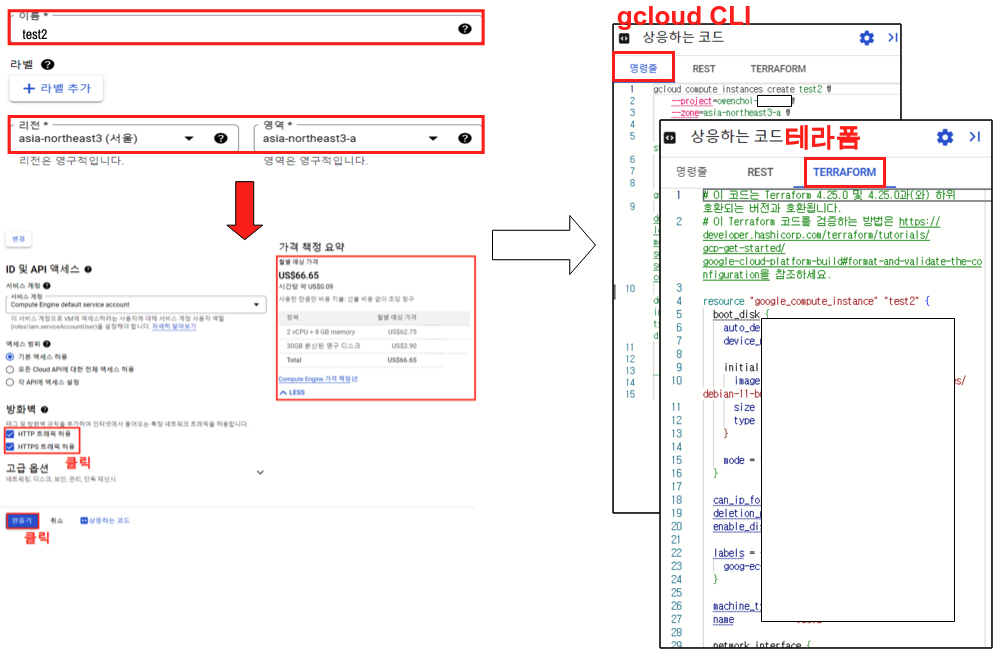 이름 *
test2
라벨
+ 라벨 추가
리전 *
asia-northeast3 (서울)
리전은 영구적입니다.
영역 *
asia-northeast3-a
영역은 영구적입니다.
변경
ID 및 API 액세스
서비스 계정
서비스 계정
Compute Engine default service account
이 서비스 계정으로 VM에 액세스하려는 사용자에 대해 서비스 계정 사용자 역할
(roles/iam.serviceAccountUser)을 설정해야 합니다. 자세히 알아보기
액세스 범위
기본 액세스 허용
모든 Cloud API에 대한 전체 액세스 허용
각 API에 액세스 설정
방화벽
태그 및 방화벽 규칙을 추가하여 인터넷에서 들어오는 특정 네트워크 트래픽을 허용합니다.
HTTP 트래픽 허용
HTTPS 트래픽 허용
클릭
고급 옵션
네트워킹, 디스크, 보안, 관리, 단독 테넌시
만들기
취소
상응하는 코드
클릭
가격 책정 요약
월별 예상 가격
US$66.65
시간당 약 US$0.09
사용한 만큼만 비용 지불: 선불 비용 없이 초당 청구
항목 월별 예상 가격
2 vCPU + 8 GB memory US$62.75
30GB 분산된 영구 디스크 US$3.90
Total US$66.65
Compute Engine 가격 책정
LESS
gcloud CLI
상응하는 코드
명령줄 REST TERRAFORM
1 gcloud compute instances create test2
2 --project=owenchoi-
3 --zone=asia-northeast3-a
4
5
6
7
8
9
10
11
12
13
14
15
상응하는 코드
테라폼
명령줄 REST TERRAFORM
1 # 이 코드는 Terraform 4.25.0 및 4.25.0과(와) 하위
호환되는 버전과 호환됩니다.
2 # 이 Terraform 코드를 검증하는 방법은 https://
developer.hashicorp.com/terraform/tutorials/
gcp-get-started/
google-cloud-platform-build#format-and-validate-the-co
nfiguration을 참조하세요.
3
4 resource "google_compute_instance" "test2" {
5 boot_disk {
6 auto_de
7 device_
8
9 initial
10 image
es/
debian-11-b
11 size
12 type
13 }
14
15 mode =
16 }
17
18 can_ip_fo
19 deletion_
20 enable_dis
21
22 labels =
23 goog-ec
24 }
25
26 machine_ty
27 name
28
29 network_interface {